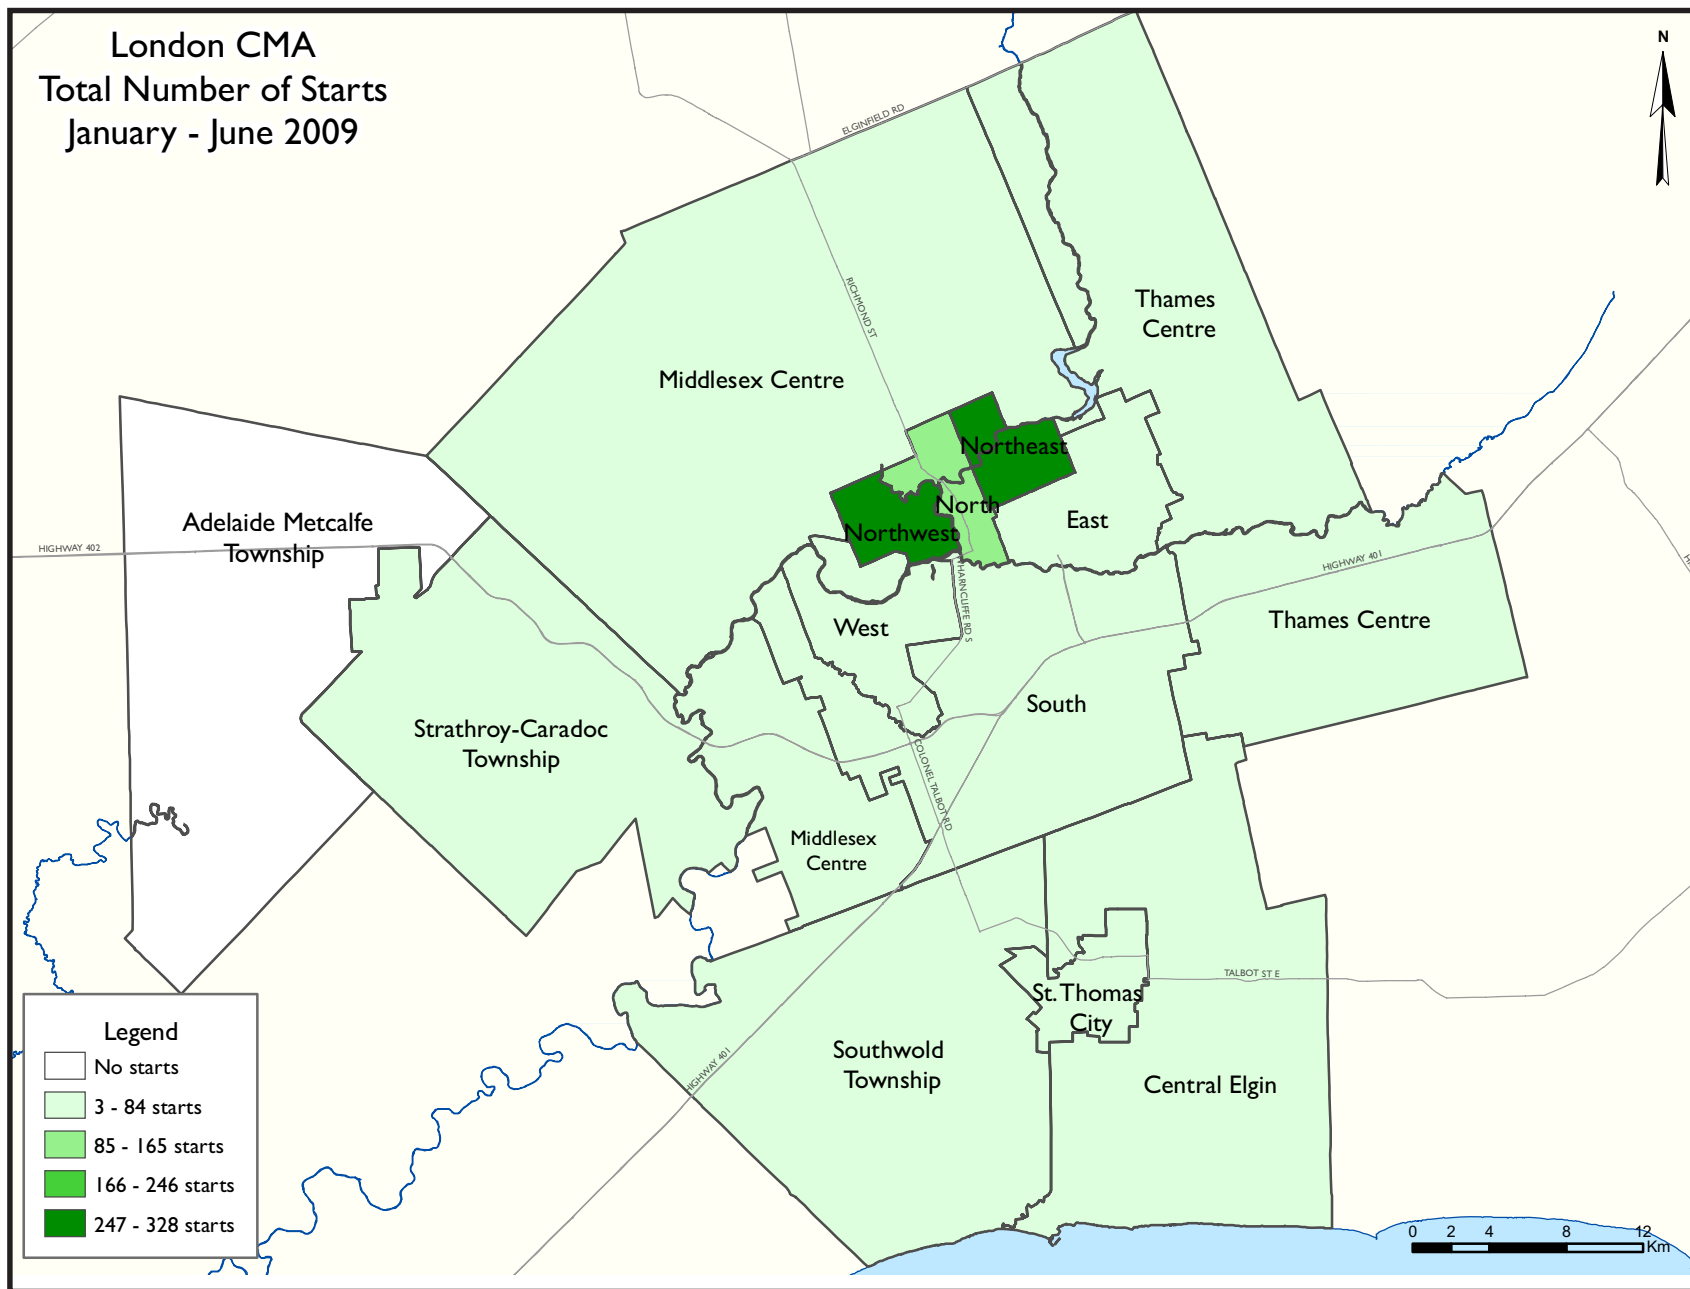 London CMA
Total Number of Starts
January - June 2009
N
ELGINFIELD RD
RICHMOND ST
Thames
Centre
Middlesex Centre
Northeast
North
Northwest
East
Adelaide Metcalfe
Township
HIGHWAY 402
HIGHWAY 401
WHARNCLIFFE RD S
West
Thames Centre
South
Strathroy-Caradoc
Township
COLONEL TALBOT RD
Middlesex
Centre
TALBOT ST E
St. Thomas
City
Southwold
Township
HIGHWAY 401
Central Elgin
Legend
No starts
3 - 84 starts
85 - 165 starts
166 - 246 starts
247 - 328 starts
0 2 4 8 12
Km